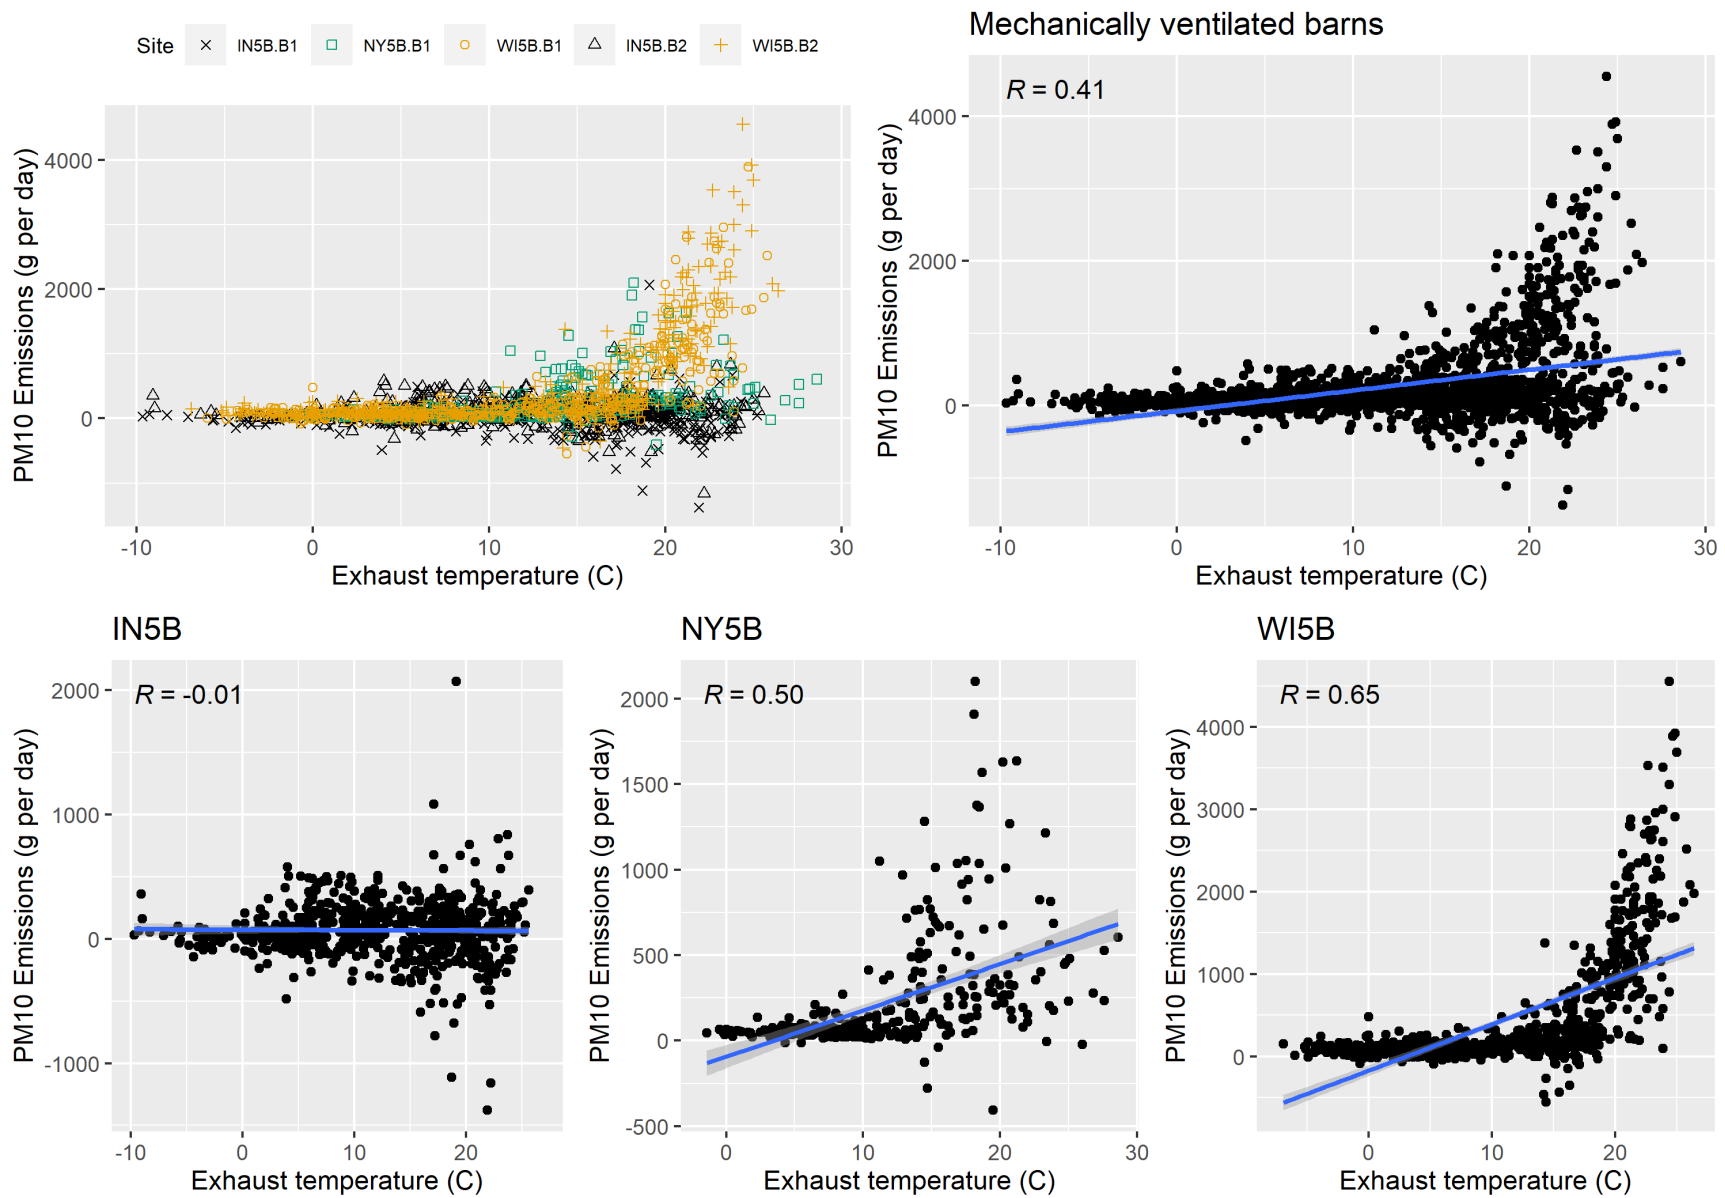 Site IN5B.B1 NY5B.B1 WI5B.B1 IN5B.B2 WI5B.B2
PM10 Emissions (g per day)
4000
2000
0
-10 0 10 20 30
Exhaust temperature (C)
Mechanically ventilated barns
R = 0.41
PM10 Emissions (g per day)
4000
2000
0
-10 0 10 20 30
Exhaust temperature (C)
IN5B
R = -0.01
PM10 Emissions (g per day)
2000
1000
0
-1000
-10 0 10 20
Exhaust temperature (C)
NY5B
R = 0.50
PM10 Emissions (g per day)
2000
1500
1000
500
0
-500
0 10 20 30
Exhaust temperature (C)
WI5B
R = 0.65
PM10 Emissions (g per day)
4000
3000
2000
1000
0
0 10 20
Exhaust temperature (C)